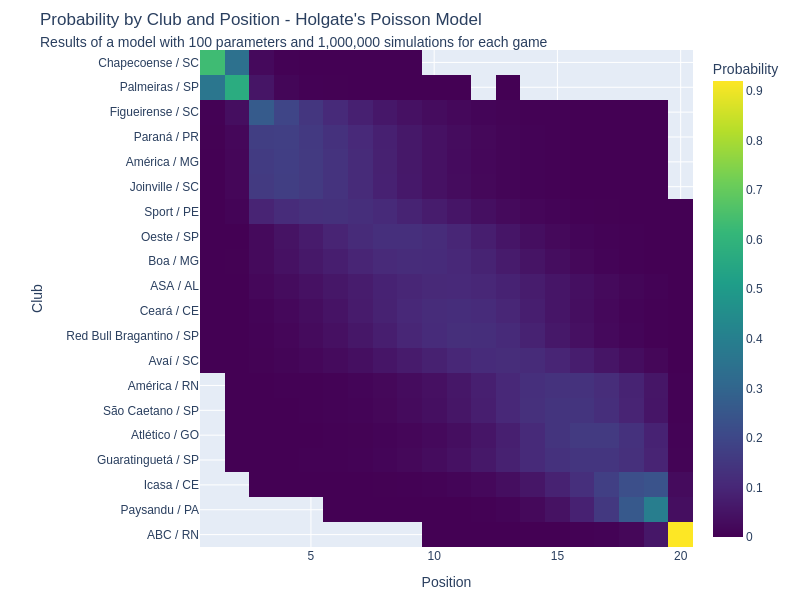 Probability by Club and Position - Holgate's Poisson Model
Results of a model with 100 parameters and 1,000,000 simulations for each game
Probability
Chapecoense / SC
Palmeiras / SP
Figueirense / SC
Paraná / PR
América / MG
Joinville / SC
Sport / PE
Oeste / SP
Boa / MG
ASA / AL
Ceará / CE
Red Bull Bragantino / SP
Avaí / SC
América / RN
São Caetano / SP
Atlético / GO
Guaratinguetá / SP
Icasa / CE
Paysandu / PA
ABC / RN
Club
5
10
15
20
Position
0.9
0.8
0.7
0.6
0.5
0.4
0.3
0.2
0.1
0